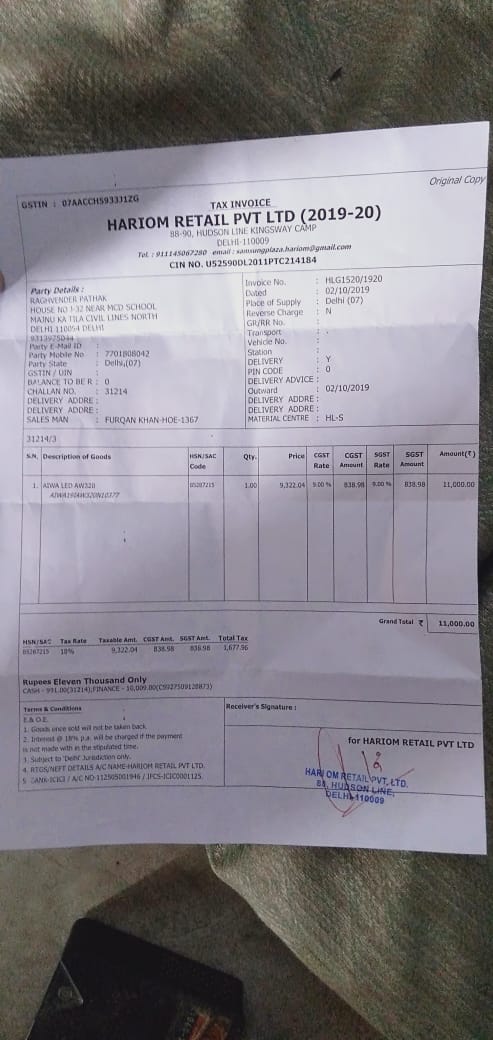 Original Copy
GSTIN : 07AACCH5933J1ZG
TAX INVOICE
HARIOM RETAIL PVT LTD (2019-20)
88-90, HUDSON LINE KINGSWAY CAMP
DELHI-110009
Tel. : 911145067280 email : samsungplaza.hariom@gmail.com
CIN NO. U52590DL2011PTC214184
Party Details :
RAGHVENDER PATHAK
HOUSE NO I-32 NEAR MCD SCHOOL
MAJNU KA TILA CIVIL LINES NORTH
DELHI 110054 DELHI
9313975044
Party E-Mail ID :
Party Mobile No : 7701808042
Party State : Delhi,(07)
GSTIN / UIN :
BALANCE TO BE R : 0
CHALLAN NO. : 31214
DELIVERY ADDRE :
DELIVERY ADDRE :
SALES MAN : FURQAN KHAN-HOE-1367
Invoice No. : HLG1520/1920
Dated : 02/10/2019
Place of Supply : Delhi (07)
Reverse Charge : N
GR/RR No. :
Transport :
Vehicle No. :
Station :
DELIVERY : Y
PIN CODE : 0
DELIVERY ADVICE :
Outward : 02/10/2019
DELIVERY ADDRE :
DELIVERY ADDRE :
MATERIAL CENTRE : HL-S
31214/3
S.N. Description of Goods HSN/SAC Code Qty. Price CGST Rate CGST Amount SGST Rate SGST Amount Amount(₹)
1. AIWA LED AW320 85287215 1.00 9,322.04 9.00 % 838.98 9.00 % 838.98 11,000.00
Grand Total ₹ 11,000.00
HSN/SAC Tax Rate Taxable Amt. CGST Amt. SGST Amt. Total Tax
85287215 18% 9,322.04 838.98 838.98 1,677.96
Rupees Eleven Thousand Only
CASH - 991.00(31214),FINANCE - 10,009.00(C9927509128873)
Terms & Conditions
E.& O.E.
1. Goods once sold will not be taken back.
2. Interest @ 18% p.a. will be charged if the payment
is not made with in the stipulated time.
3. Subject to 'Delhi' Jurisdiction only.
4. RTGS/NEFT DETAILS A/C NAME-HARIOM RETAIL PVT LTD.
5. BANK-ICICI / A/C NO-112505001946 / IFCS-ICIC0001125.
Receiver's Signature :
for HARIOM RETAIL PVT LTD
HARI OM RETAIL PVT. LTD.
88, HUDSON LINE,
DELHI-110009